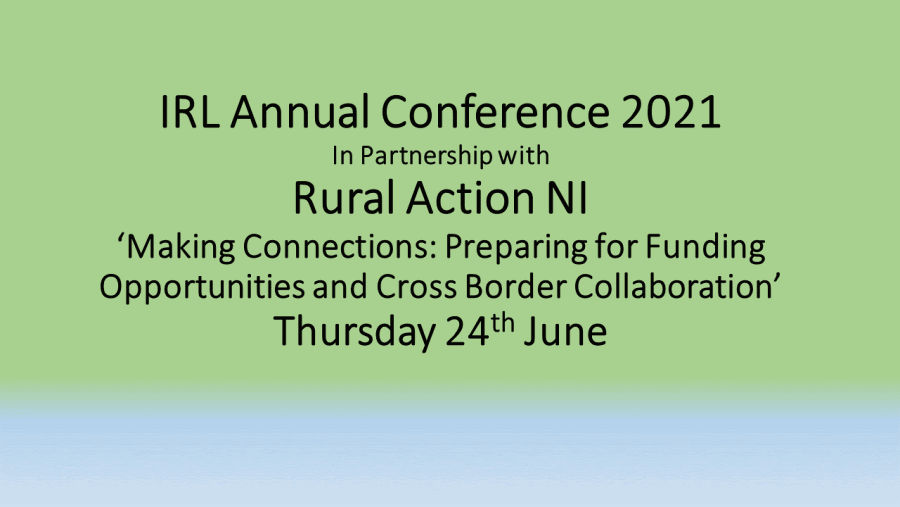 IRL Annual Conference 2021
In Partnership with
Rural Action NI
‘Making Connections: Preparing for Funding
Opportunities and Cross Border Collaboration’
Thursday 24th June